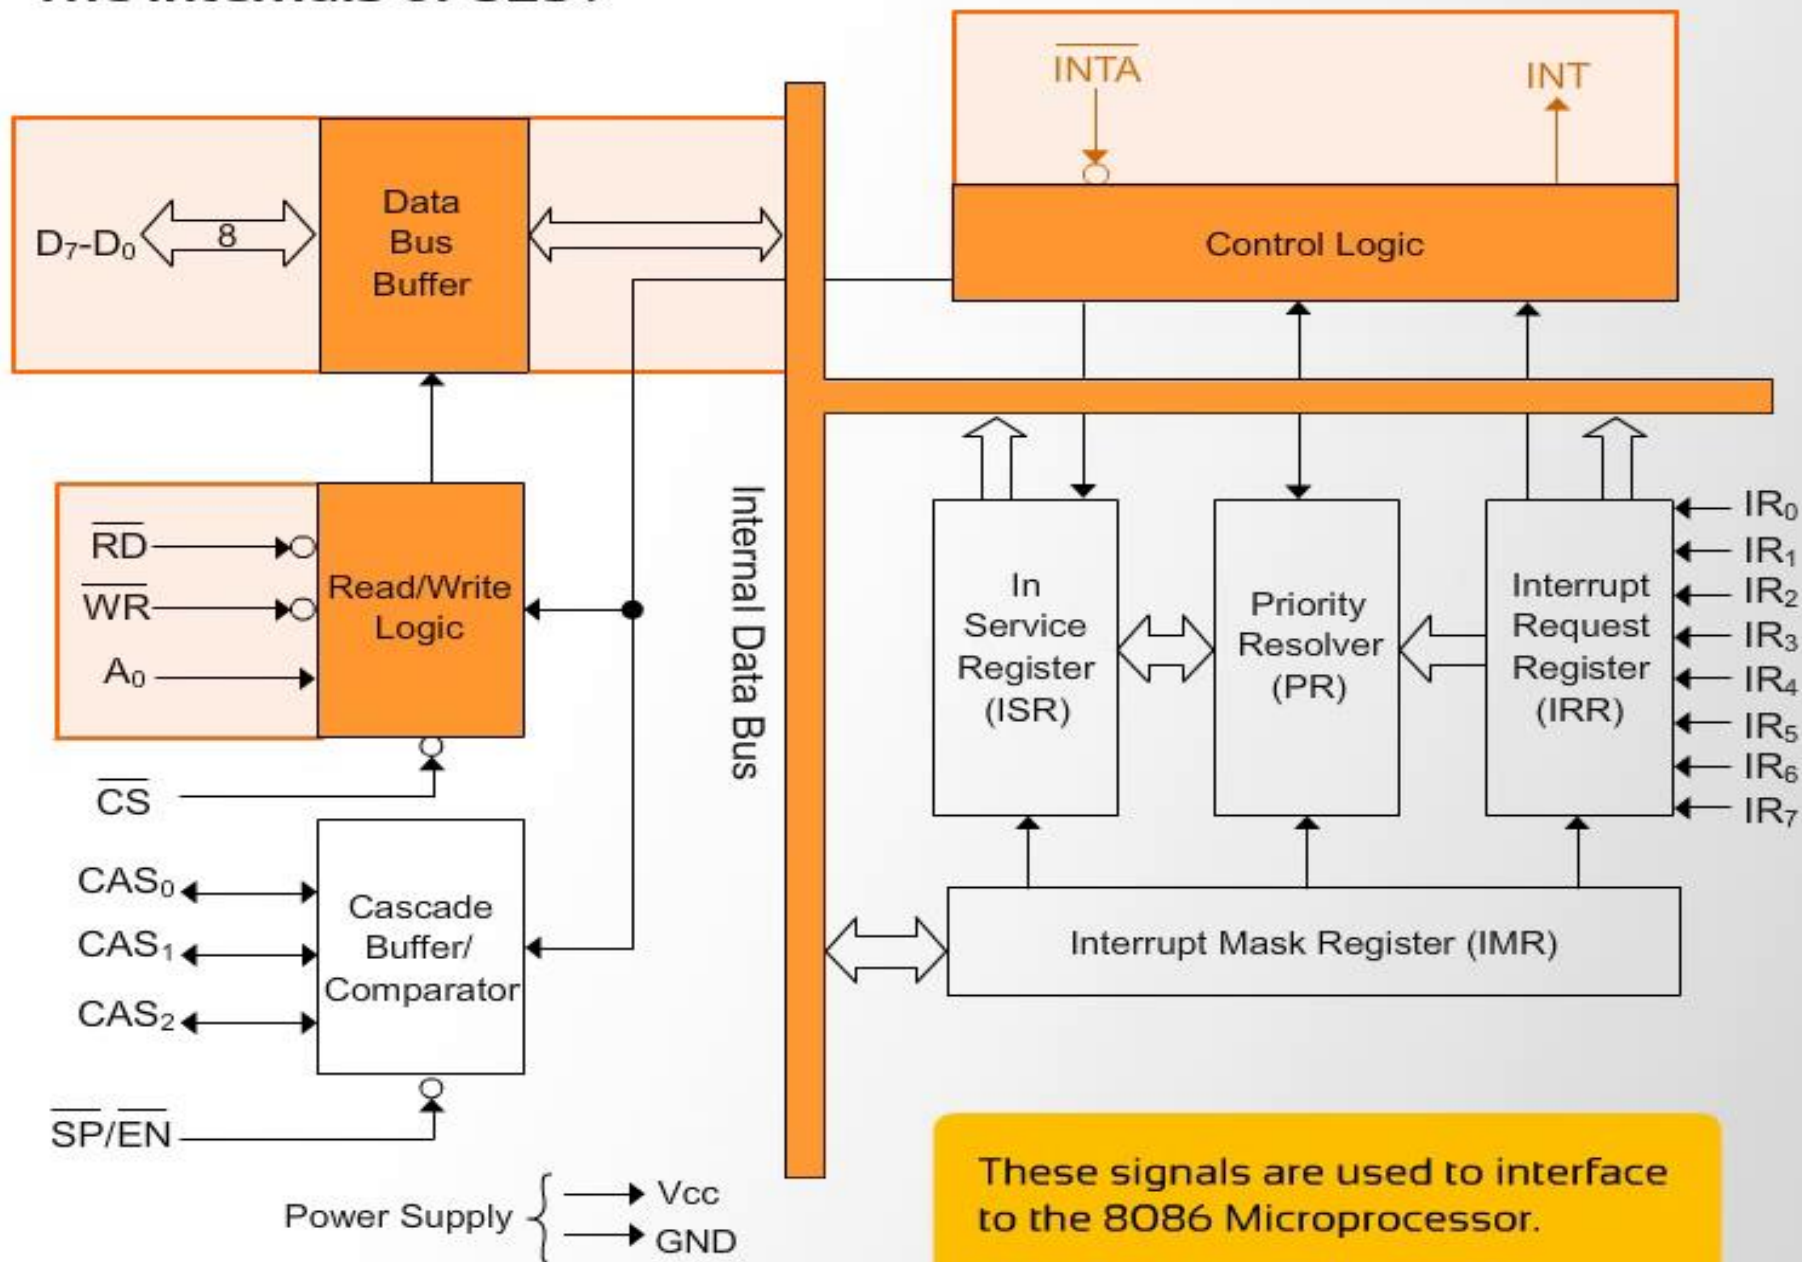 INTA
INT
Data
Bus
Buffer
D7-D0
8
Control Logic
RD
WR
A0
Read/Write
Logic
CS
Internal Data Bus
In
Service
Register
(ISR)
Priority
Resolver
(PR)
Interrupt
Request
Register
(IRR)
IR0
IR1
IR2
IR3
IR4
IR5
IR6
IR7
CAS0
CAS1
CAS2
Cascade
Buffer/
Comparator
SP/EN
Interrupt Mask Register (IMR)
Power Supply
Vcc
GND
These signals are used to interface
to the 8086 Microprocessor.